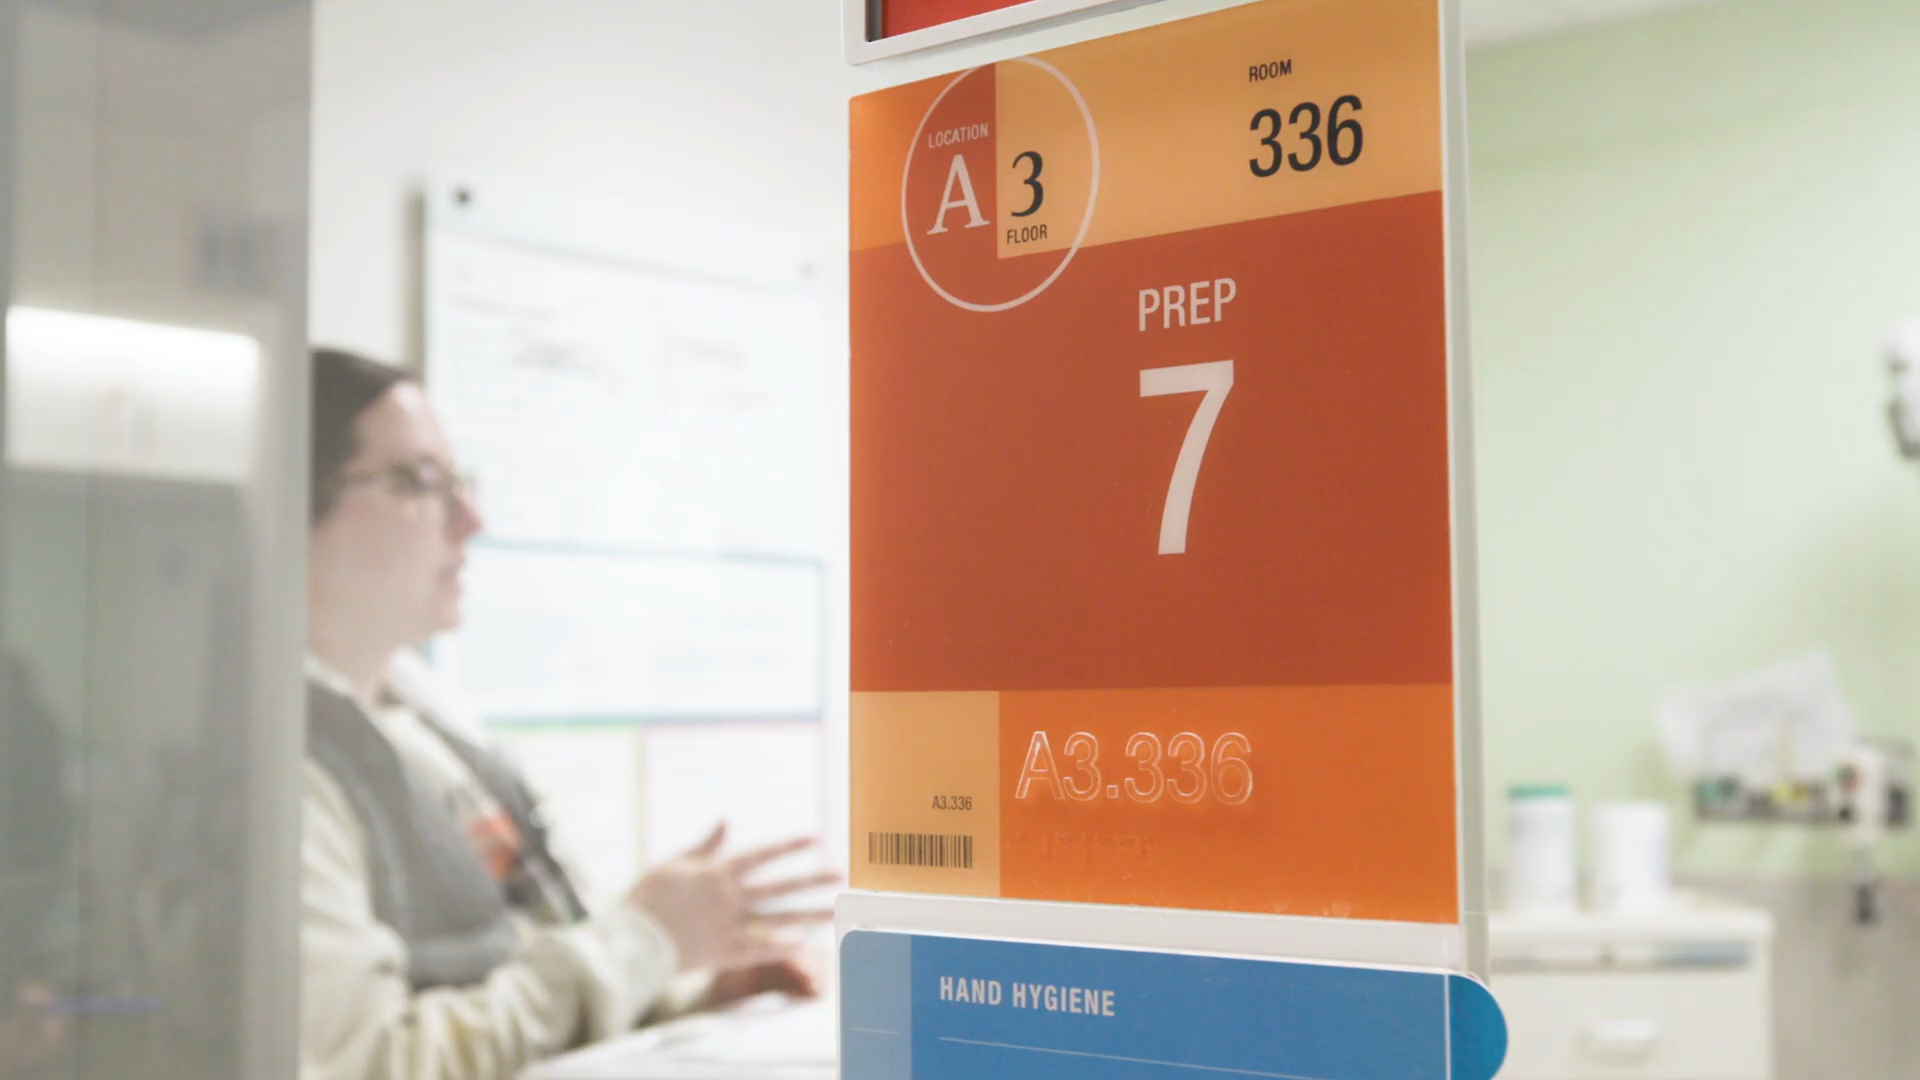 LOCATION
A 3
FLOOR
ROOM
336
PREP
7
A3.336
A3.336
HAND HYGIENE